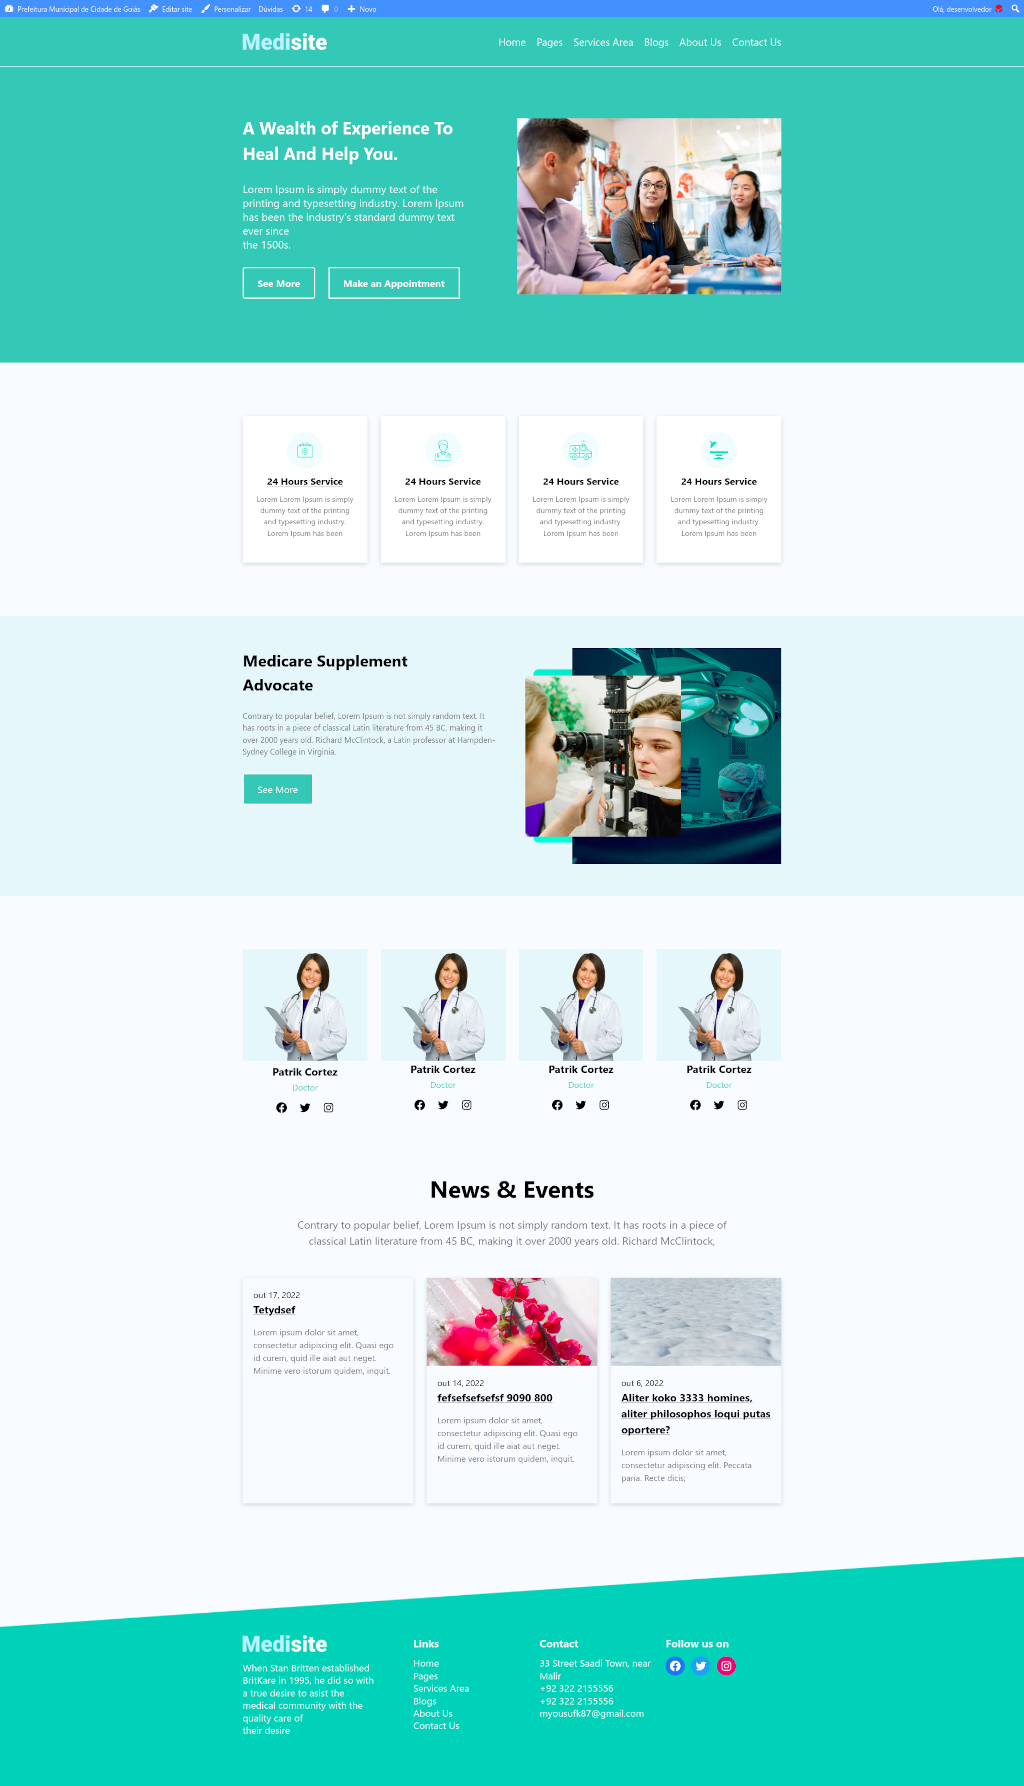 Prefeitura Municipal de Cidade de Goiás Editar site Personalizar Dúvidas 14 0 Novo Olá, desenvolvedor
Medisite
Home Pages Services Area Blogs About Us Contact Us
A Wealth of Experience To
Heal And Help You.
Lorem Ipsum is simply dummy text of the
printing and typesetting industry. Lorem Ipsum
has been the industry's standard dummy text
ever since
the 1500s.
See More
Make an Appointment
24 Hours Service
Lorem Lorem Ipsum is simply
dummy text of the printing
and typesetting industry.
Lorem Ipsum has been
24 Hours Service
Lorem Lorem Ipsum is simply
dummy text of the printing
and typesetting industry.
Lorem Ipsum has been
24 Hours Service
Lorem Lorem Ipsum is simply
dummy text of the printing
and typesetting industry.
Lorem Ipsum has been
24 Hours Service
Lorem Lorem Ipsum is simply
dummy text of the printing
and typesetting industry.
Lorem Ipsum has been
Medicare Supplement
Advocate
Contrary to popular belief, Lorem Ipsum is not simply random text. It
has roots in a piece of classical Latin literature from 45 BC, making it
over 2000 years old. Richard McClintock, a Latin professor at Hampden-
Sydney College in Virginia.
See More
Patrik Cortez
Doctor
Patrik Cortez
Doctor
Patrik Cortez
Doctor
Patrik Cortez
Doctor
News & Events
Contrary to popular belief, Lorem Ipsum is not simply random text. It has roots in a piece of
classical Latin literature from 45 BC, making it over 2000 years old. Richard McClintock,
out 17, 2022
Tetydsef
Lorem ipsum dolor sit amet,
consectetur adipiscing elit. Quasi ego
id curem, quid ille aiat aut neget.
Minime vero istorum quidem, inquit.
out 14, 2022
fefsefsefsefsf 9090 800
Lorem ipsum dolor sit amet,
consectetur adipiscing elit. Quasi ego
id curem, quid ille aiat aut neget.
Minime vero istorum quidem, inquit.
out 6, 2022
Aliter koko 3333 homines,
aliter philosophos loqui putas
oportere?
Lorem ipsum dolor sit amet,
consectetur adipiscing elit. Peccata
paria. Recte dicis;
Medisite
When Stan Britten established
BritKare in 1995, he did so with
a true desire to asist the
medical community with the
quality care of
their desire
Links
Home
Pages
Services Area
Blogs
About Us
Contact Us
Contact
33 Street Saadi Town, near
Malir
+92 322 2155556
+92 322 2155556
myousufk87@gmail.com
Follow us on